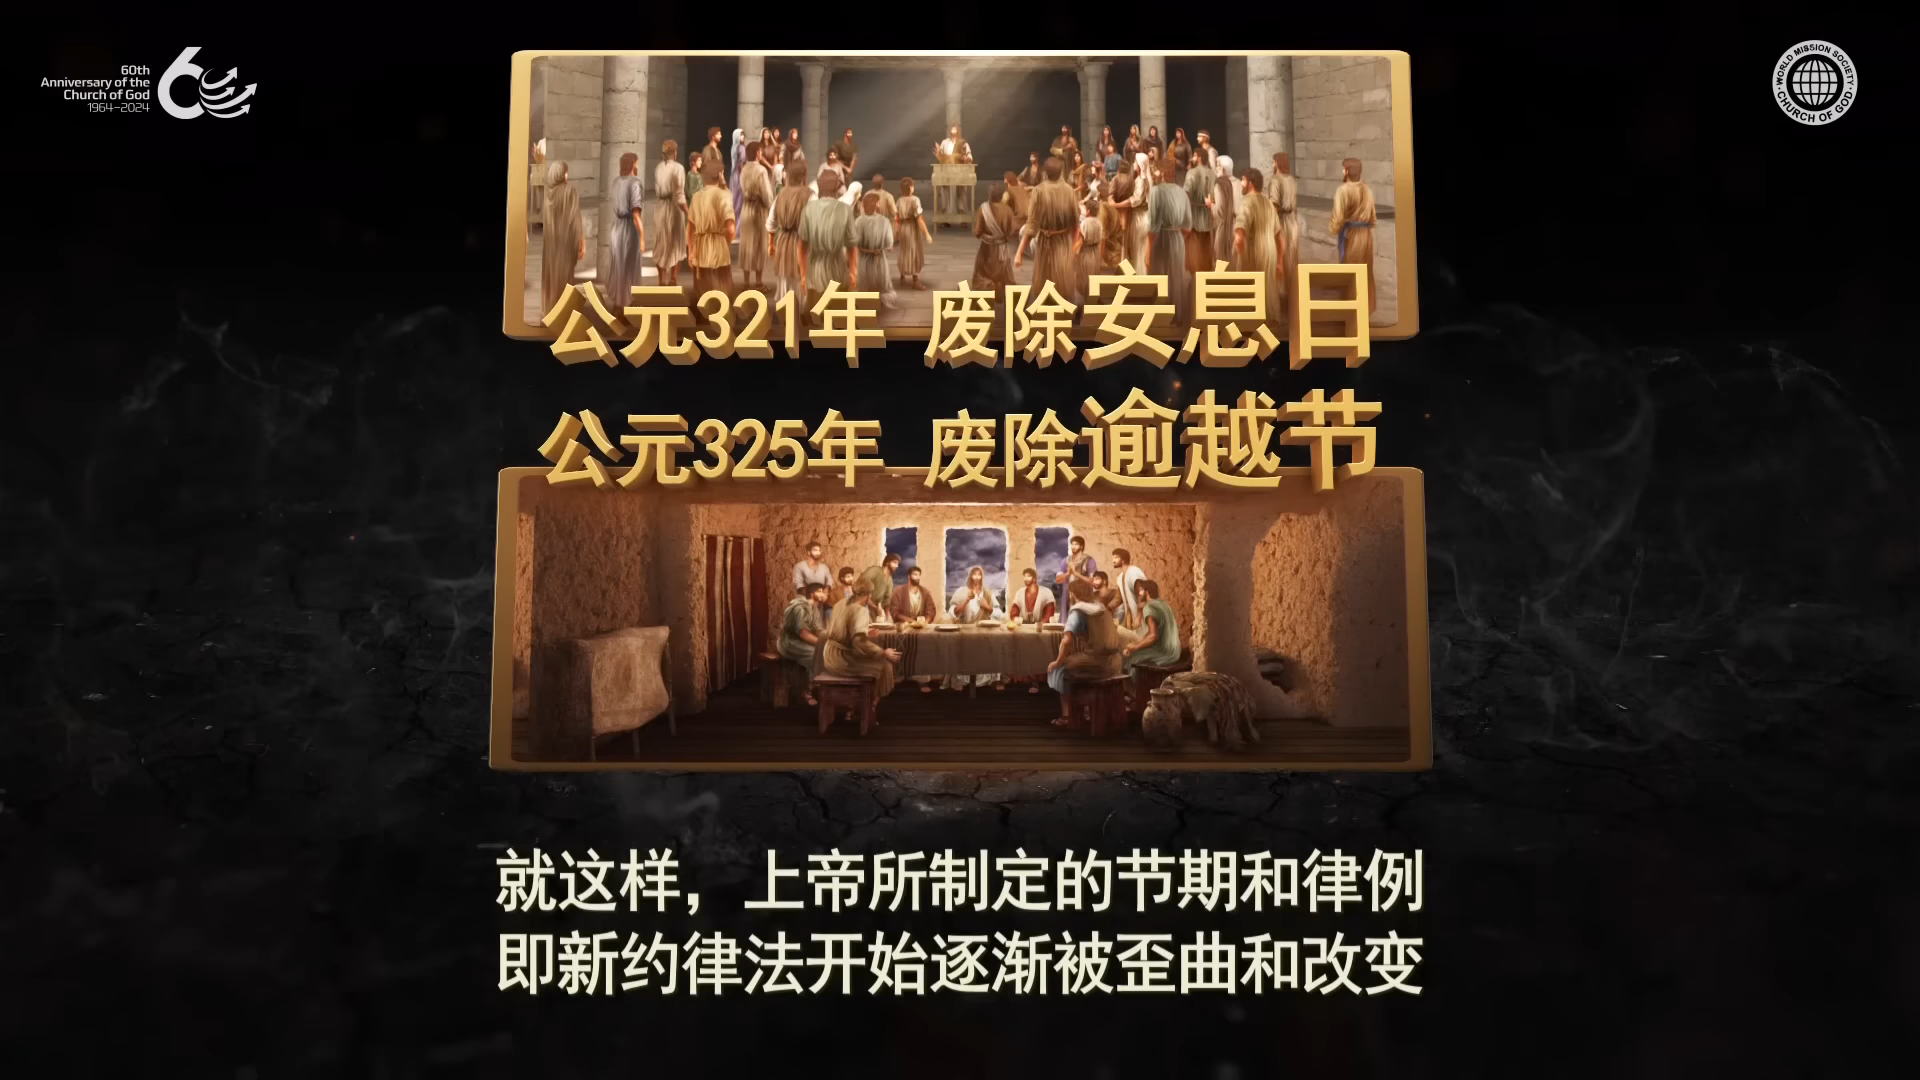 60th
Anniversary of the
Church of God
1964–2024
WORLD MISSION SOCIETY
CHURCH OF GOD
公元321年 废除安息日
公元325年 废除逾越节
就这样，上帝所制定的节期和律例
即新约律法开始逐渐被歪曲和改变